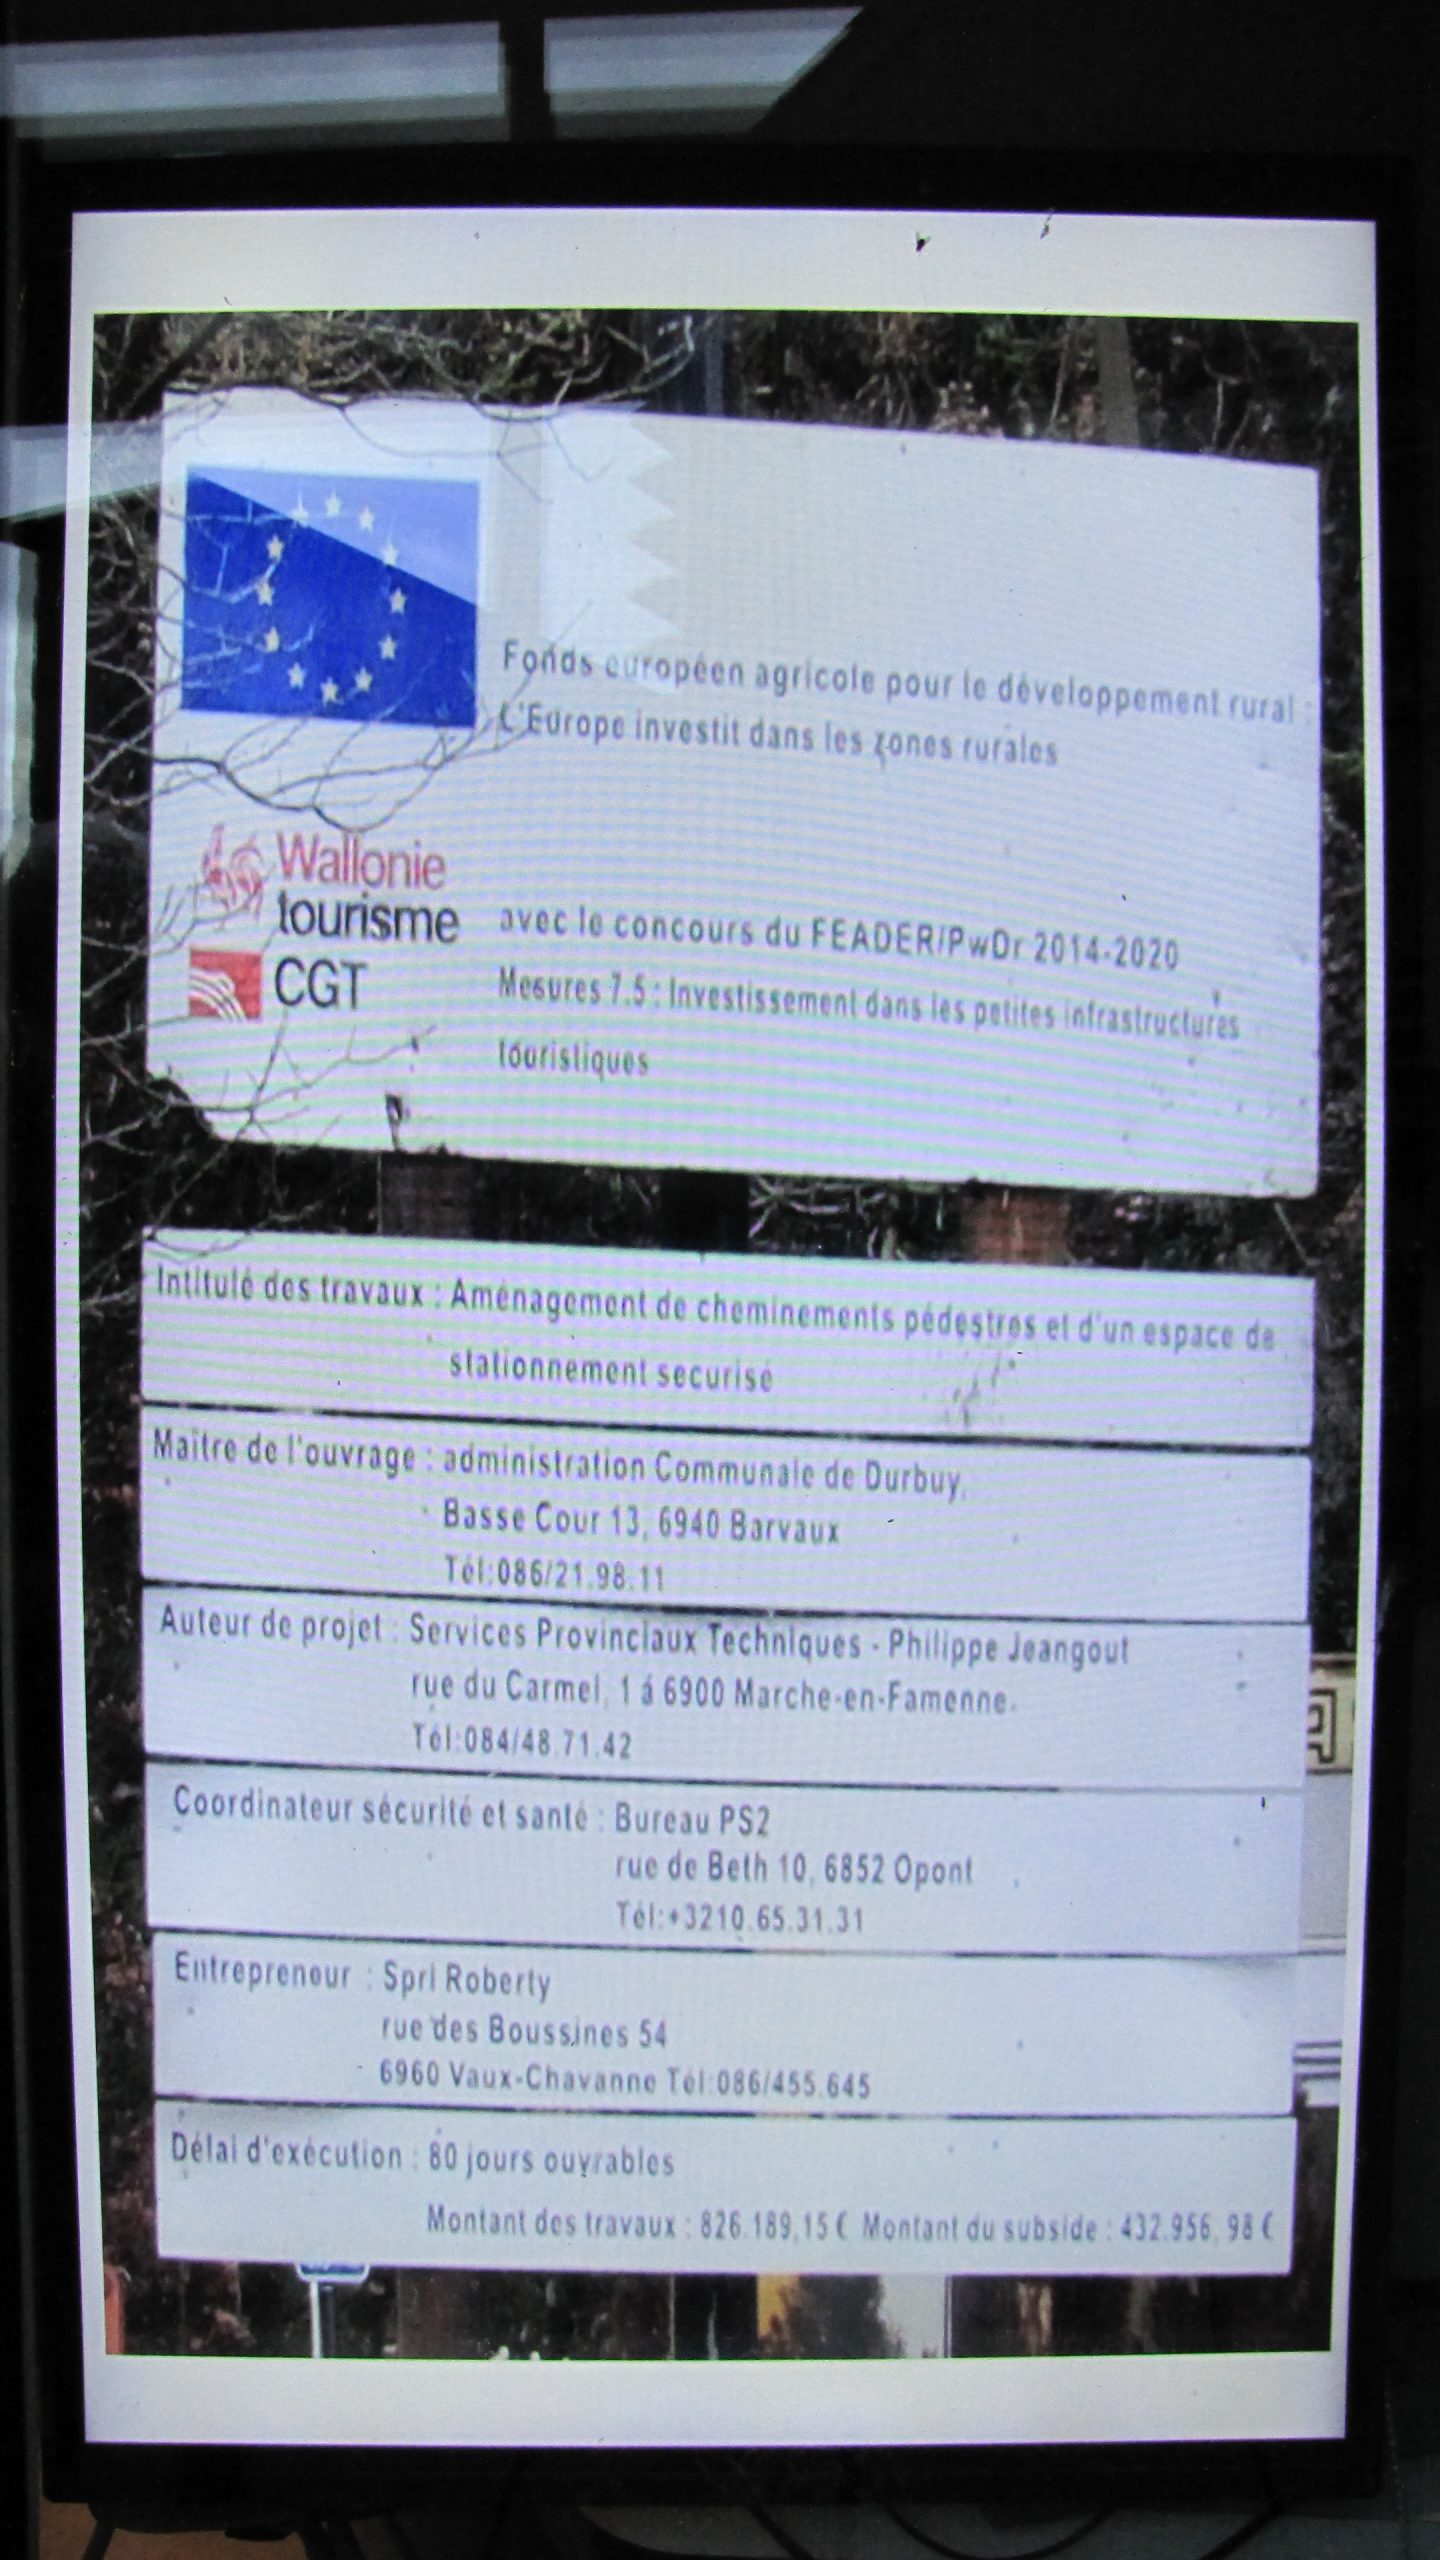 Fonds européen agricole pour le développement rural :
L'Europe investit dans les zones rurales
Wallonie
tourisme
CGT
avec le concours du FEADER/PwDr 2014-2020
Mesures 7.5 : Investissement dans les petites infrastructures
touristiques
Intitulé des travaux : Aménagement de cheminements pédestres et d'un espace de
stationnement securisé
Maître de l'ouvrage : administration Communale de Durbuy,
Basse Cour 13, 6940 Barvaux
Tél:086/21.98.11
Auteur de projet : Services Provinciaux Techniques - Philippe Jeangout
rue du Carmel, 1 á 6900 Marche-en-Famenne
Tél:084/48.71.42
Coordinateur sécurité et santé : Bureau PS2
rue de Beth 10, 6852 Opont
Tél:+3210.65.31.31
Entrepreneur : Sprl Roberty
rue des Boussines 54
6960 Vaux-Chavanne Tél:086/455.645
Délai d'exécution : 80 jours ouvrables
Montant des travaux : 826.189,15 € Montant du subside : 432.956, 98 €